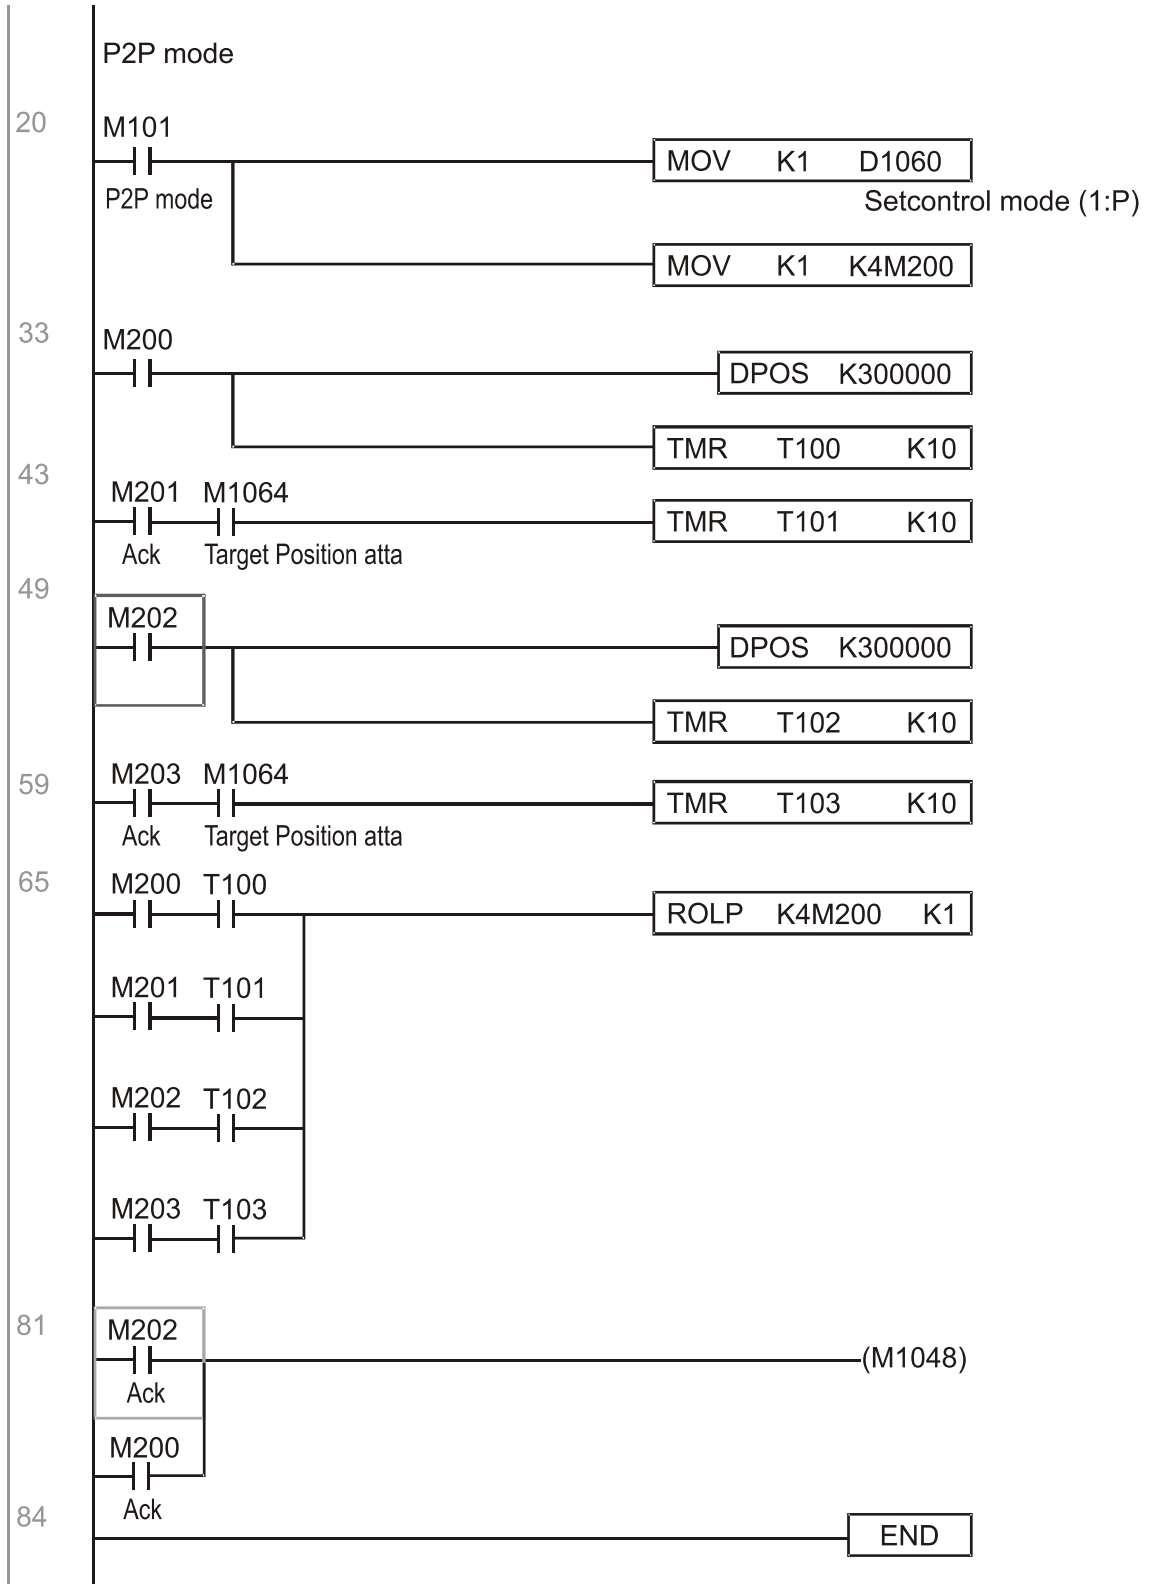 P2P mode
20
M101
MOV K1 D1060
P2P mode
Setcontrol mode (1:P)
MOV K1 K4M200
33
M200
DPOS K300000
TMR T100 K10
43
M201 M1064
TMR T101 K10
Ack Target Position atta
49
M202
DPOS K300000
TMR T102 K10
59
M203 M1064
TMR T103 K10
Ack Target Position atta
65
M200 T100
ROLP K4M200 K1
M201 T101
M202 T102
M203 T103
81
M202
(M1048)
Ack
M200
Ack
84
END